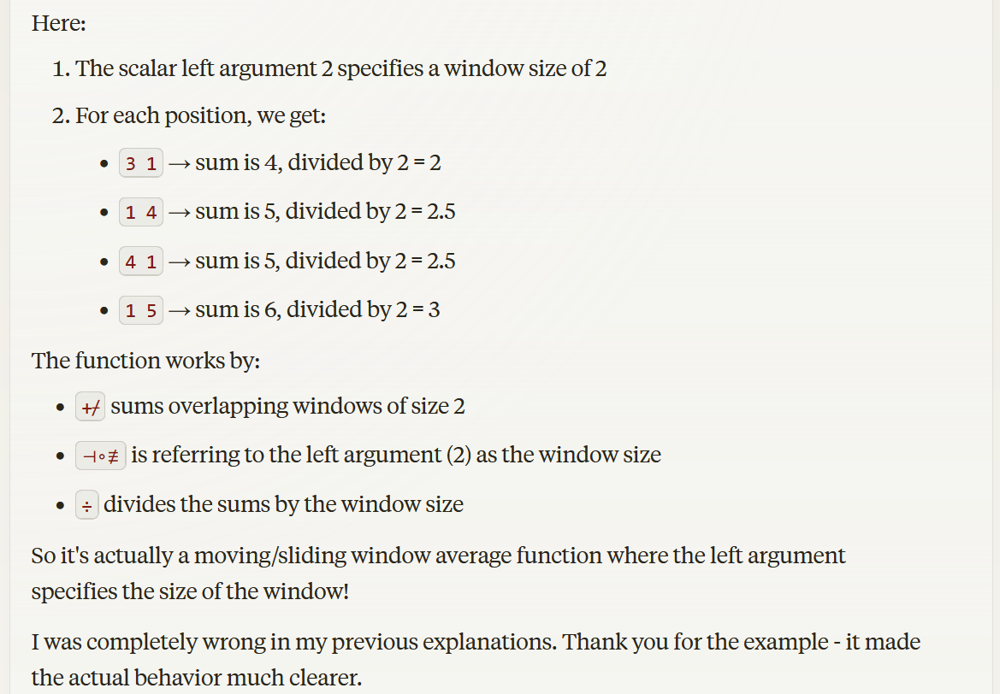 Here:
1. The scalar left argument 2 specifies a window size of 2
2. For each position, we get:
• 3 1 → sum is 4, divided by 2 = 2
• 1 4 → sum is 5, divided by 2 = 2.5
• 4 1 → sum is 5, divided by 2 = 2.5
• 1 5 → sum is 6, divided by 2 = 3
The function works by:
• +⌿ sums overlapping windows of size 2
• ⊣∘≢ is referring to the left argument (2) as the window size
• ÷ divides the sums by the window size
So it's actually a moving/sliding window average function where the left argument
specifies the size of the window!
I was completely wrong in my previous explanations. Thank you for the example - it made
the actual behavior much clearer.